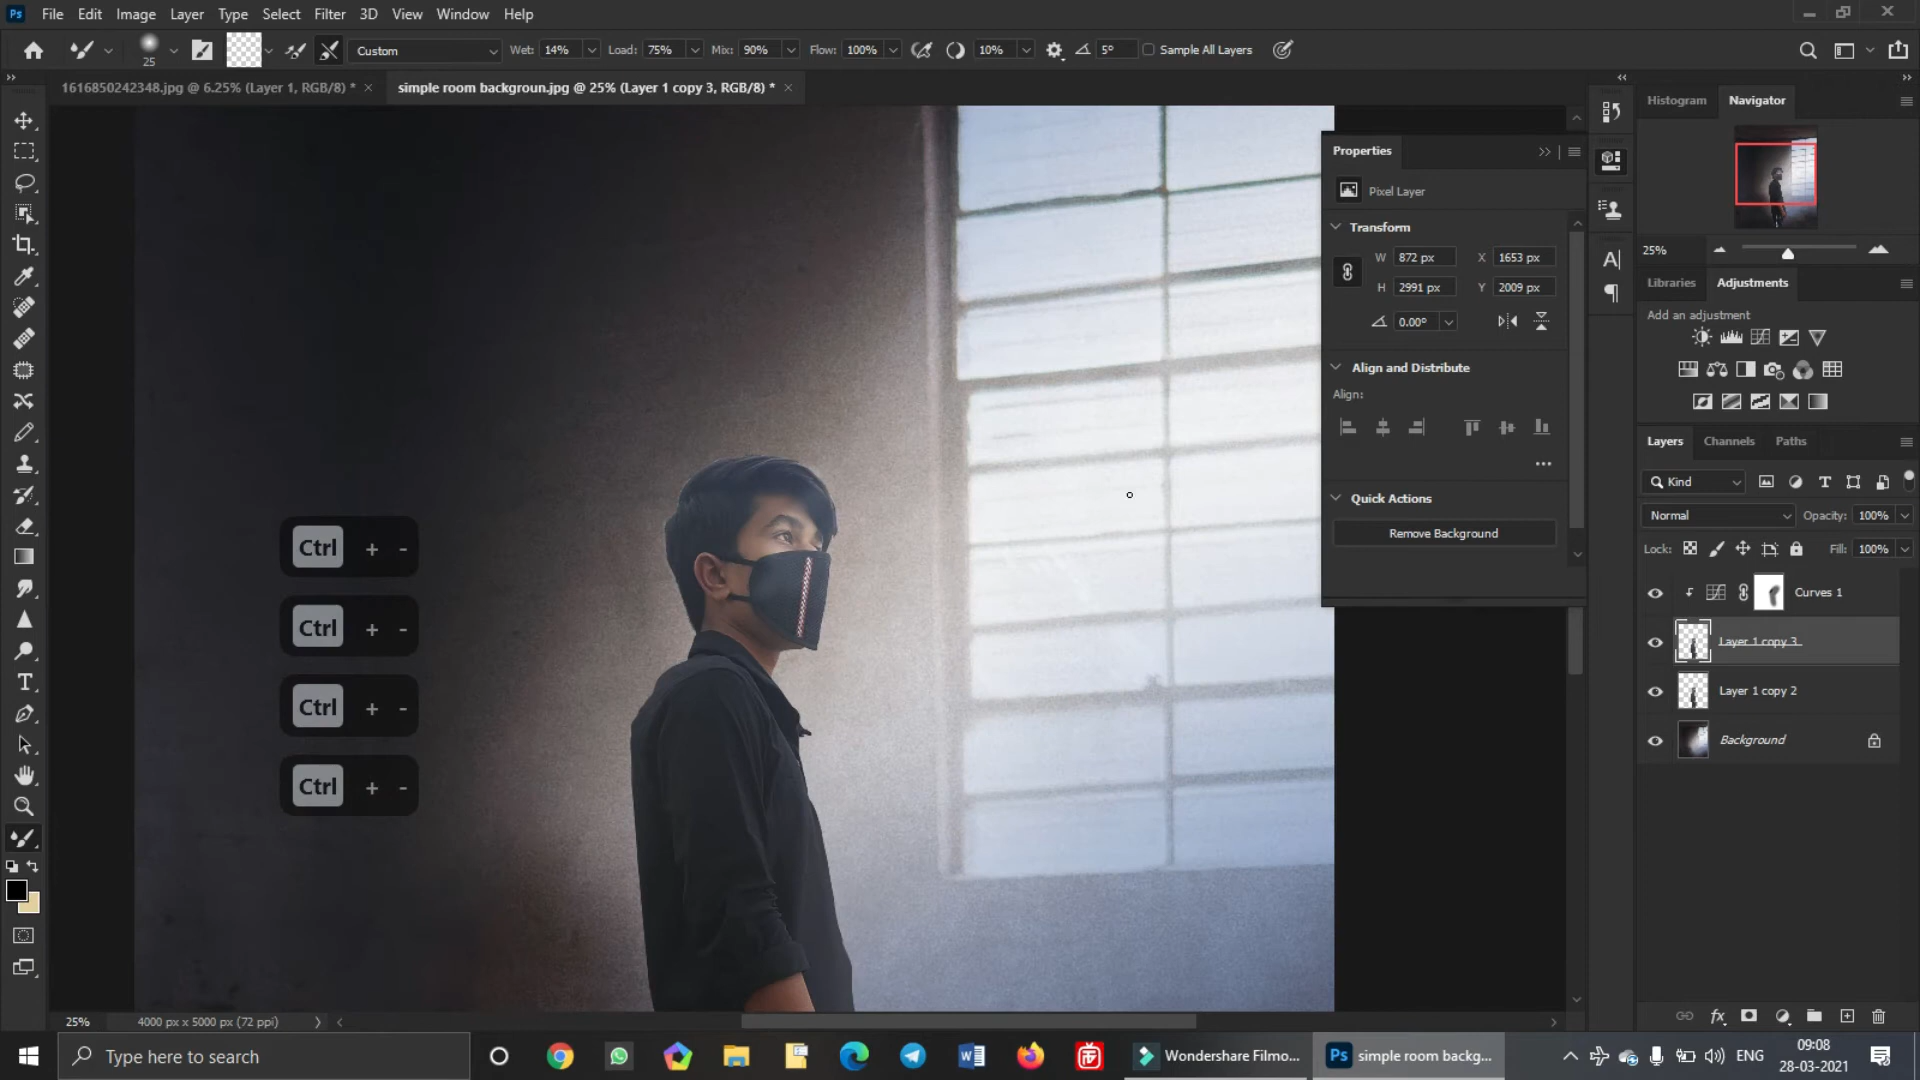 Ps File Edit Image Layer Type Select Filter 3D View Window Help
25 Custom Wet: 14% Load: 75% Mix: 90% Flow: 100% 10% 5° Sample All Layers
1616850242348.jpg @ 6.25% (Layer 1, RGB/8) * × simple room backgroun.jpg @ 25% (Layer 1 copy 3, RGB/8) * ×
Histogram Navigator
Properties
Pixel Layer
Transform
W 872 px X 1653 px
25%
H 2991 px Y 2009 px
Libraries Adjustments
Add an adjustment
0.00°
Align and Distribute
Align:
Layers Channels Paths
Kind
Quick Actions
Normal Opacity: 100%
Remove Background
Lock: Fill: 100%
Ctrl + -
Ctrl + -
Ctrl + -
Ctrl + -
Curves 1
Layer 1 copy 3
Layer 1 copy 2
Background
25% 4000 px x 5000 px (72 ppi)
Type here to search
Wondershare Filmo...
Ps simple room backg...
ENG
09:08
28-03-2021